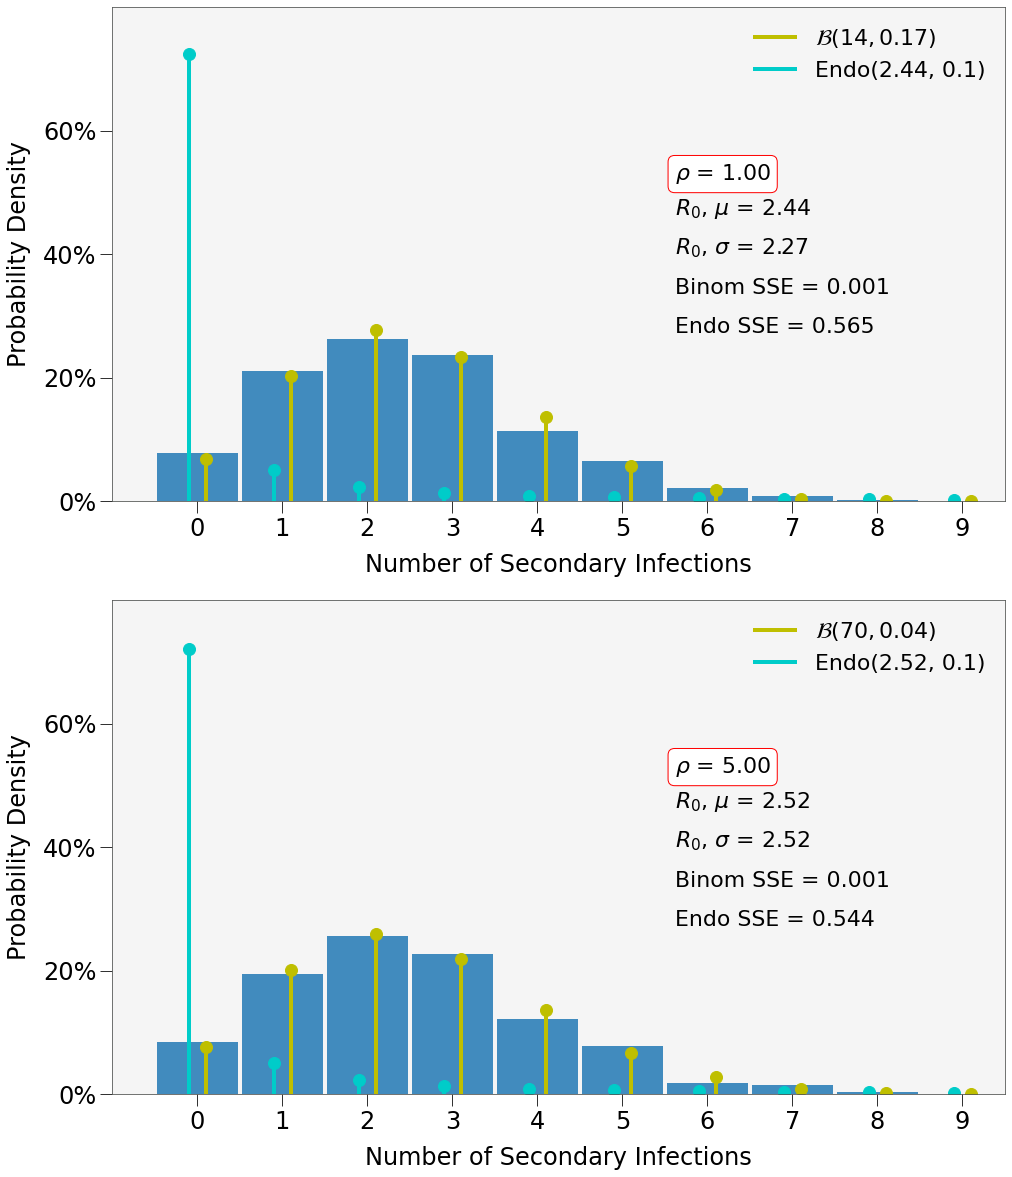 ℬ(14, 0.17)
Endo(2.44, 0.1)
60%
ρ = 1.00
R₀, μ = 2.44
40%
R₀, σ = 2.27
Binom SSE = 0.001
Endo SSE = 0.565
20%
0%
Probability Density
0 1 2 3 4 5 6 7 8 9
Number of Secondary Infections
ℬ(70, 0.04)
Endo(2.52, 0.1)
60%
ρ = 5.00
R₀, μ = 2.52
40%
R₀, σ = 2.52
Binom SSE = 0.001
Endo SSE = 0.544
20%
0%
Probability Density
0 1 2 3 4 5 6 7 8 9
Number of Secondary Infections